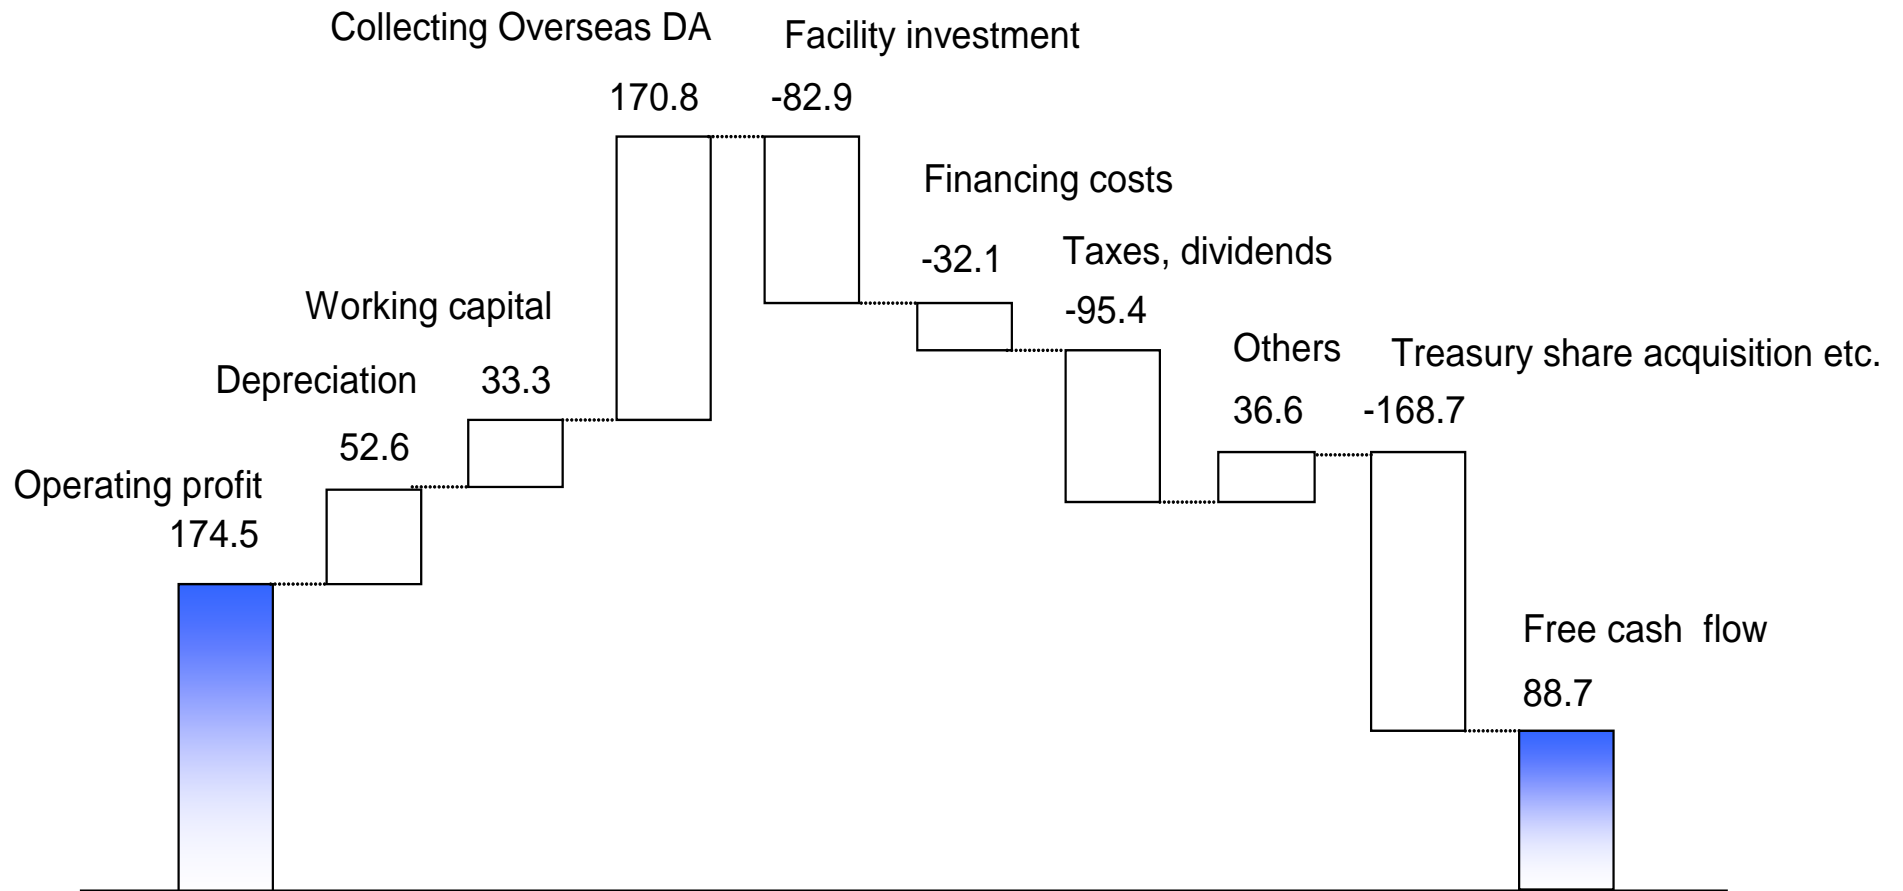 Collecting Overseas DA
170.8
Facility investment
-82.9
Financing costs
-32.1
Taxes, dividends
-95.4
Working capital
33.3
Depreciation
52.6
Operating profit
174.5
Others
36.6
Treasury share acquisition etc.
-168.7
Free cash  flow
88.7